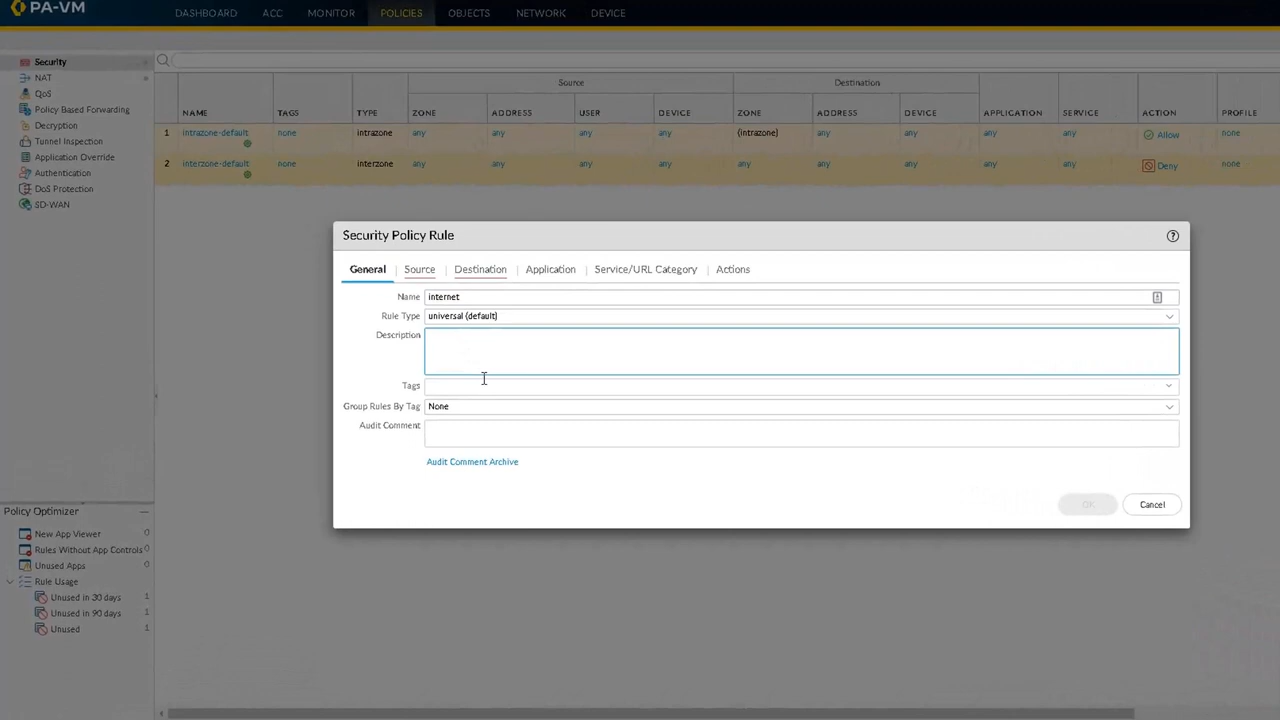 PA-VM
DASHBOARD ACC MONITOR POLICIES OBJECTS NETWORK DEVICE
Security
NAT
QoS
Policy Based Forwarding
Decryption
Tunnel Inspection
Application Override
Authentication
DoS Protection
SD-WAN
Source Destination
NAME TAGS TYPE ZONE ADDRESS USER DEVICE ZONE ADDRESS DEVICE APPLICATION SERVICE ACTION PROFILE
1 intrazone-default none intrazone any any any any (intrazone) any any any any Allow none
2 interzone-default none interzone any any any any any any any any any Deny none
Security Policy Rule
General Source Destination Application Service/URL Category Actions
Name internet
Rule Type universal (default)
Description
Tags
Group Rules By Tag None
Audit Comment
Audit Comment Archive
OK Cancel
Policy Optimizer
New App Viewer 0
Rules Without App Controls 0
Unused Apps 0
Rule Usage
Unused in 30 days 1
Unused in 90 days 1
Unused 1